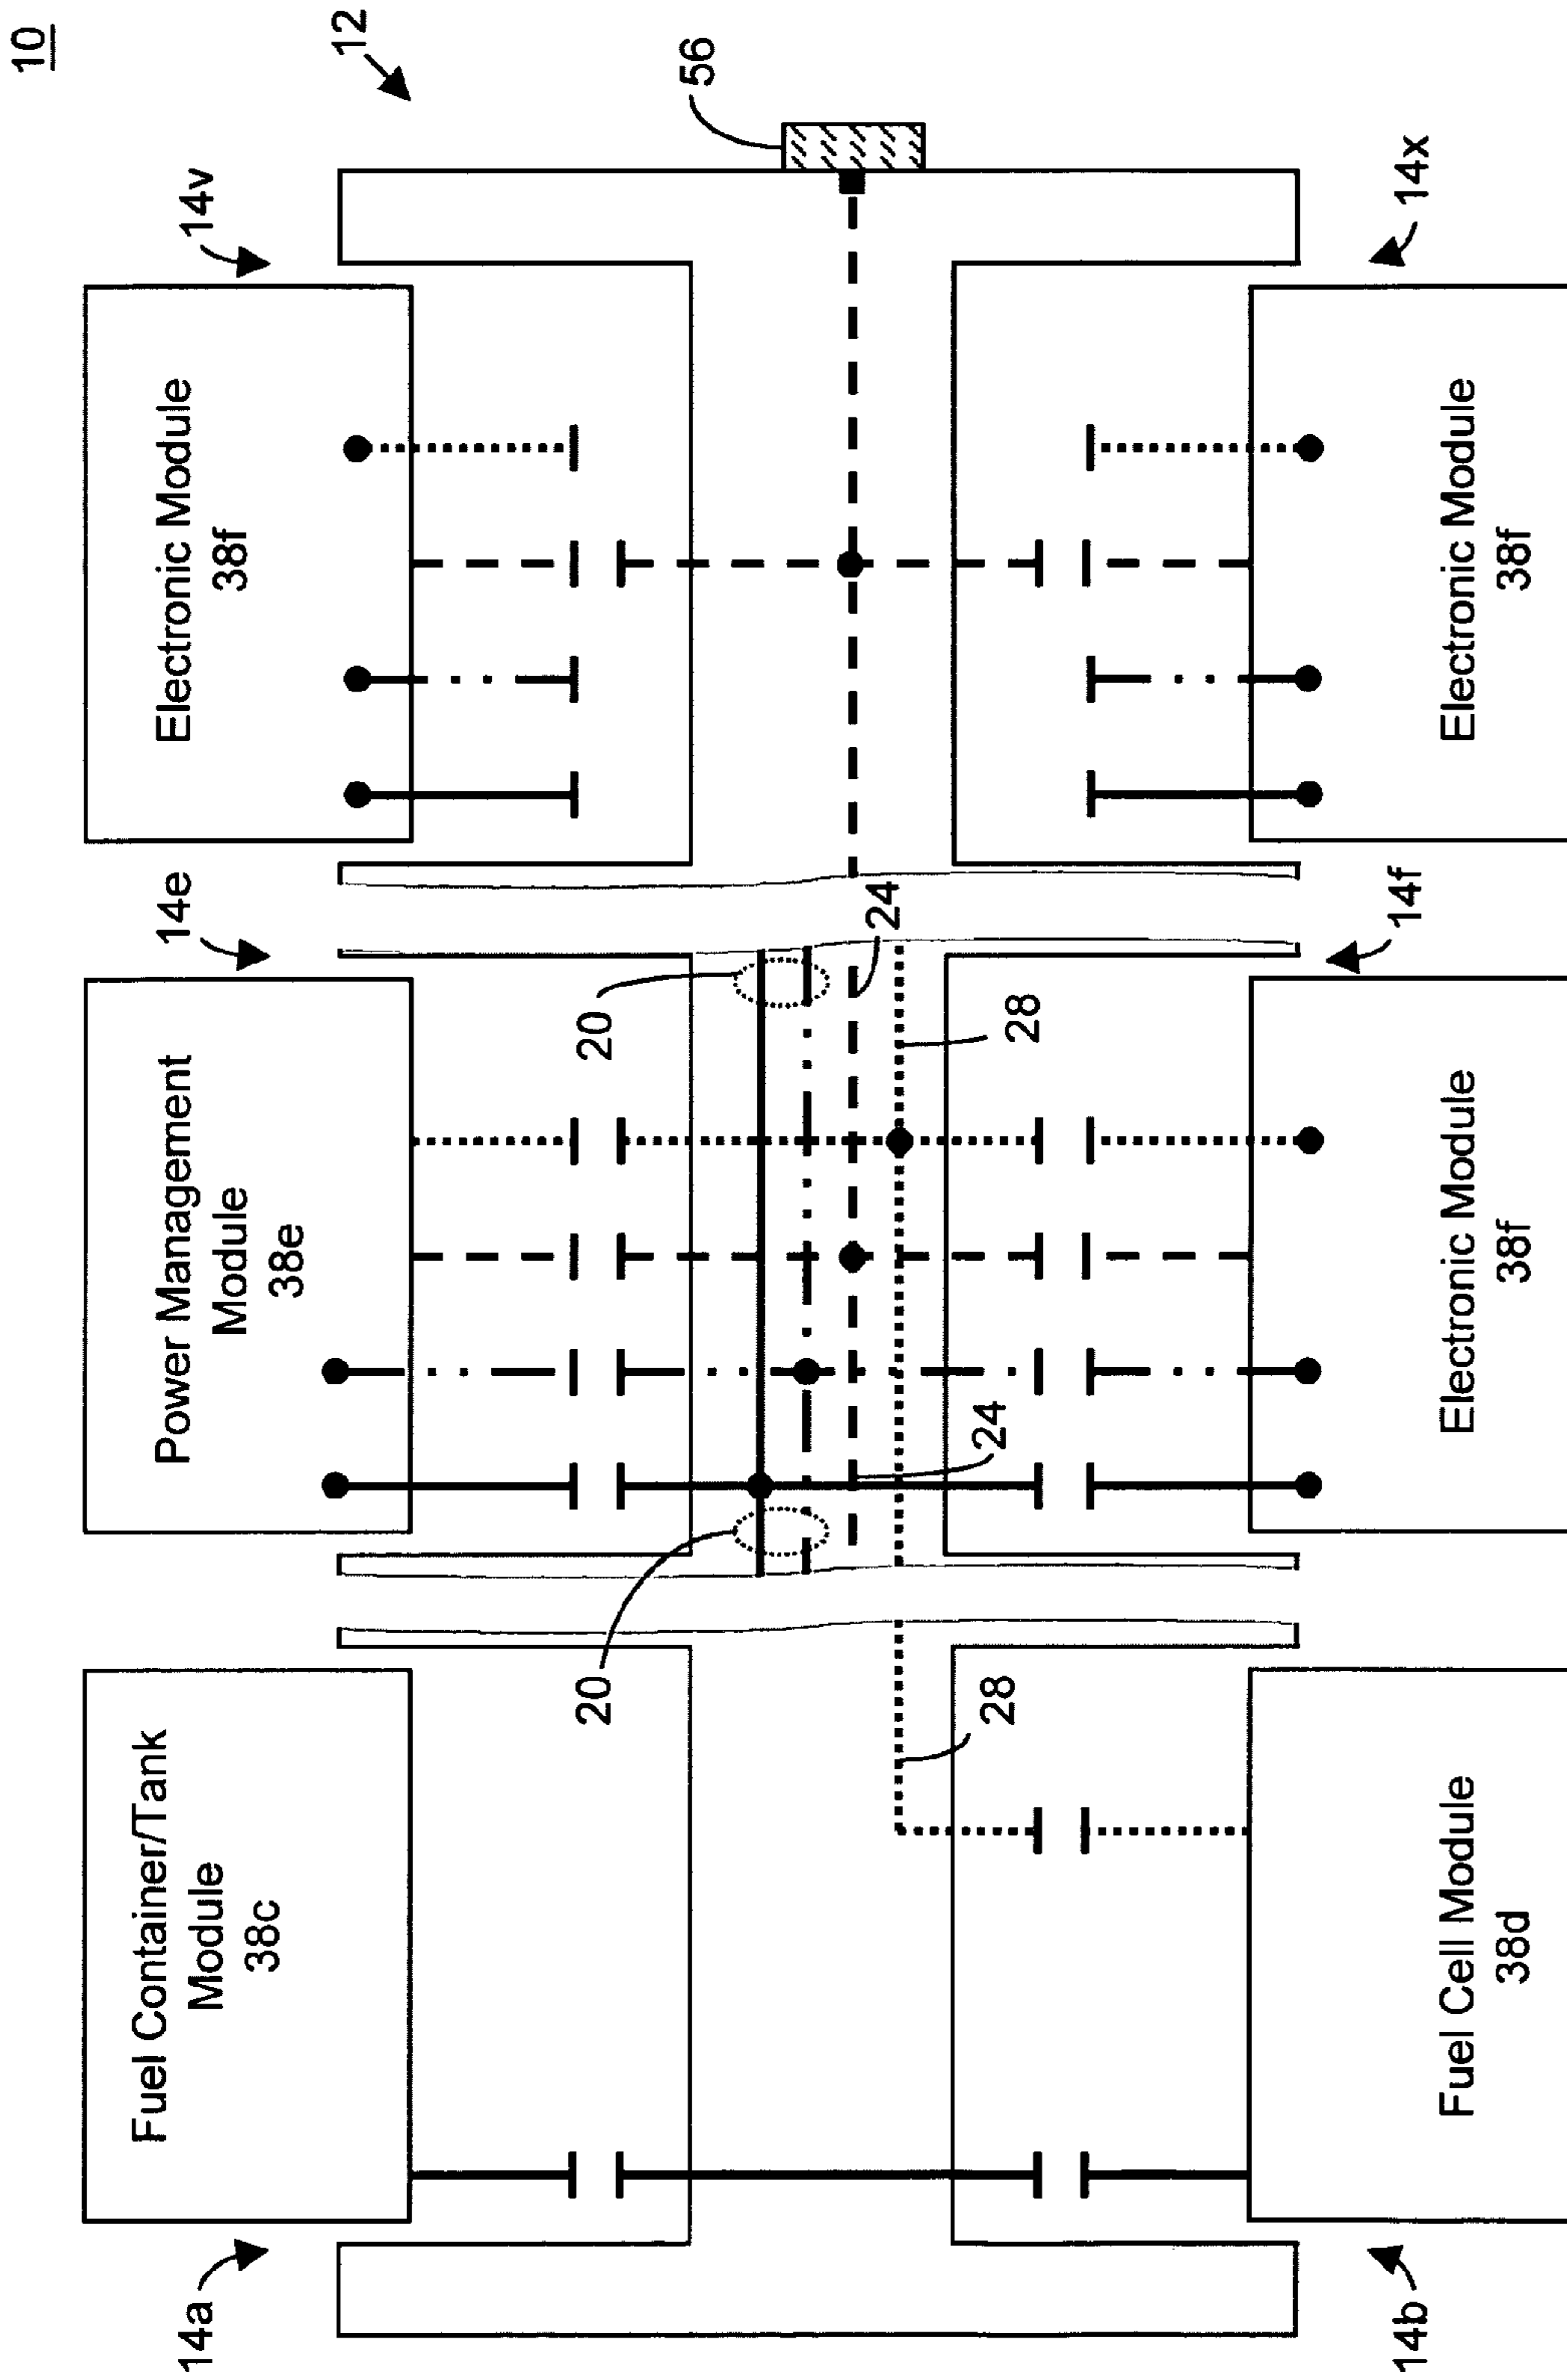 10
12
56
14v
14x
Electronic Module
38f
Electronic Module
38f
14e
14f
24
20
28
Power Management
Module
38e
Electronic Module
38f
24
20
28
Fuel Container/Tank
Module
38c
Fuel Cell Module
38d
14a
14b